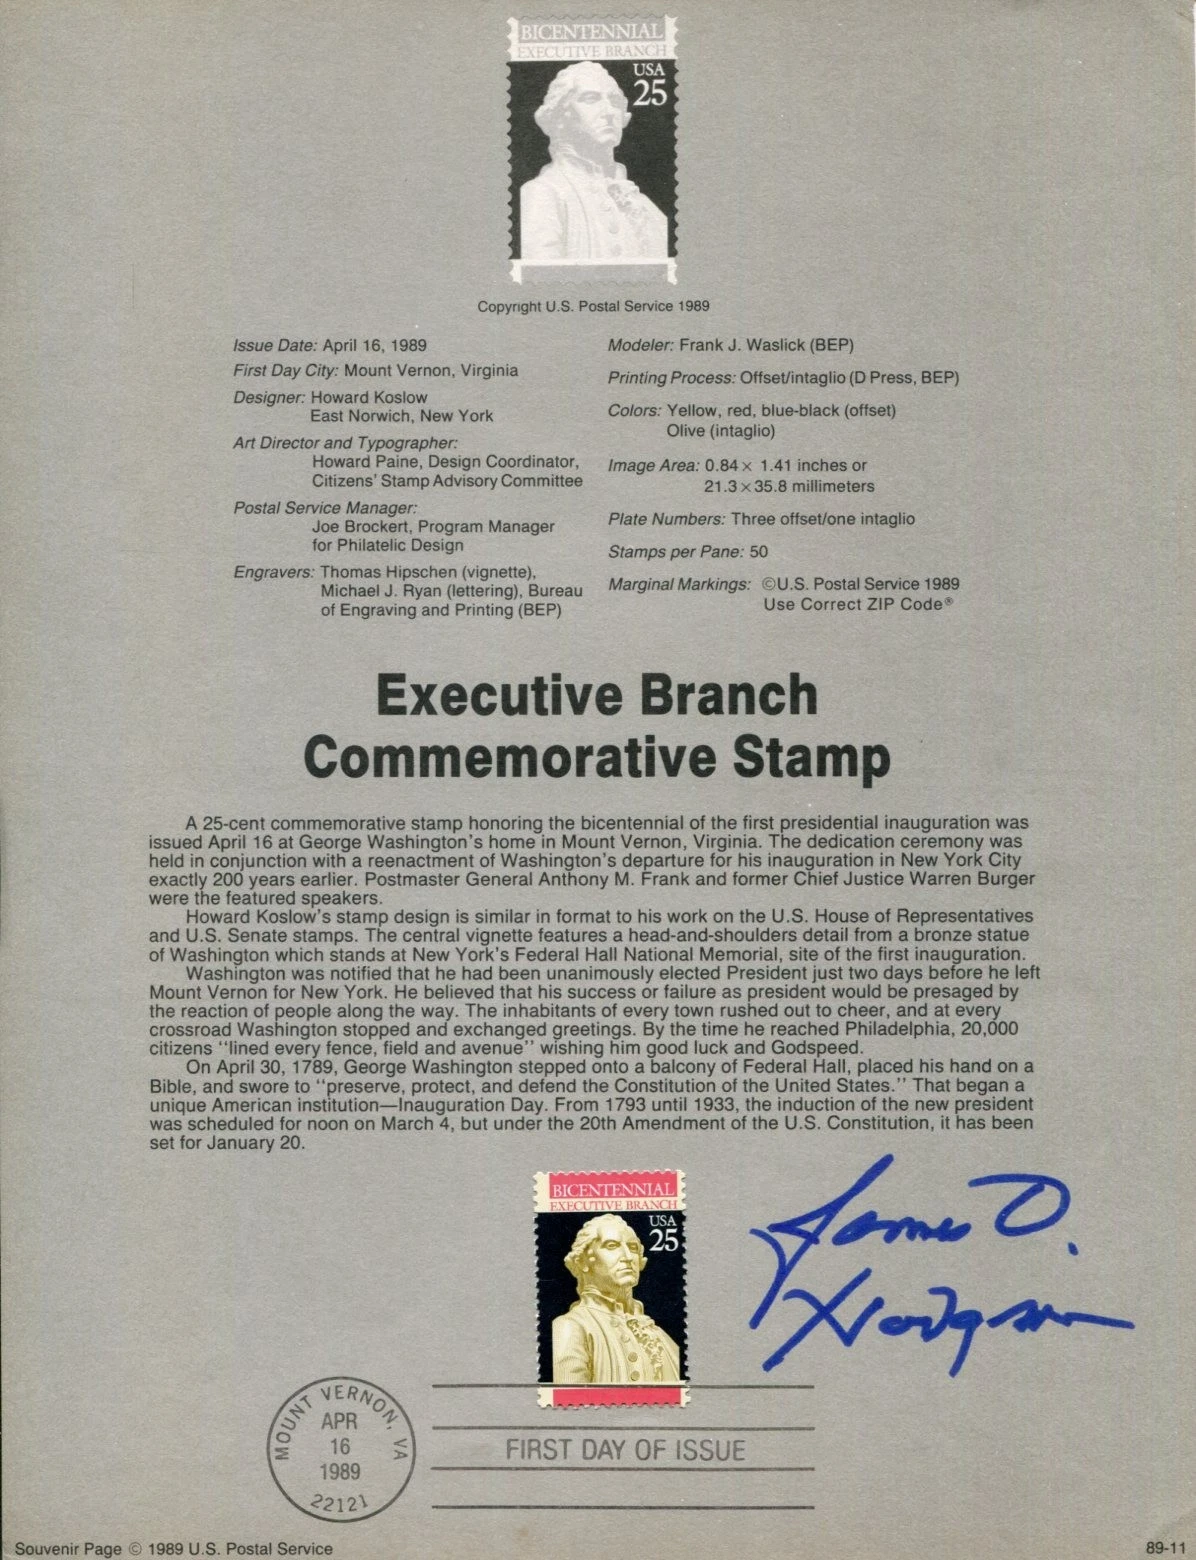 BICENTENNIAL
EXECUTIVE BRANCH
USA
25
Copyright U.S. Postal Service 1989
Issue Date: April 16, 1989
First Day City: Mount Vernon, Virginia
Designer: Howard Koslow
East Norwich, New York
Art Director and Typographer:
Howard Paine, Design Coordinator,
Citizens' Stamp Advisory Committee
Postal Service Manager:
Joe Brockert, Program Manager
for Philatelic Design
Engravers: Thomas Hipschen (vignette),
Michael J. Ryan (lettering), Bureau
of Engraving and Printing (BEP)
Modeler: Frank J. Waslick (BEP)
Printing Process: Offset/intaglio (D Press, BEP)
Colors: Yellow, red, blue-black (offset)
Olive (intaglio)
Image Area: 0.84 × 1.41 inches or
21.3 × 35.8 millimeters
Plate Numbers: Three offset/one intaglio
Stamps per Pane: 50
Marginal Markings: ©U.S. Postal Service 1989
Use Correct ZIP Code®
Executive Branch
Commemorative Stamp
A 25-cent commemorative stamp honoring the bicentennial of the first presidential inauguration was
issued April 16 at George Washington's home in Mount Vernon, Virginia. The dedication ceremony was
held in conjunction with a reenactment of Washington's departure for his inauguration in New York City
exactly 200 years earlier. Postmaster General Anthony M. Frank and former Chief Justice Warren Burger
were the featured speakers.
Howard Koslow's stamp design is similar in format to his work on the U.S. House of Representatives
and U.S. Senate stamps. The central vignette features a head-and-shoulders detail from a bronze statue
of Washington which stands at New York's Federal Hall National Memorial, site of the first inauguration.
Washington was notified that he had been unanimously elected President just two days before he left
Mount Vernon for New York. He believed that his success or failure as president would be presaged by
the reaction of people along the way. The inhabitants of every town rushed out to cheer, and at every
crossroad Washington stopped and exchanged greetings. By the time he reached Philadelphia, 20,000
citizens "lined every fence, field and avenue" wishing him good luck and Godspeed.
On April 30, 1789, George Washington stepped onto a balcony of Federal Hall, placed his hand on a
Bible, and swore to "preserve, protect, and defend the Constitution of the United States." That began a
unique American institution—Inauguration Day. From 1793 until 1933, the induction of the new president
was scheduled for noon on March 4, but under the 20th Amendment of the U.S. Constitution, it has been
set for January 20.
BICENTENNIAL
EXECUTIVE BRANCH
USA
25
James D.
Hodgson
MOUNT VERNON, VA
APR
16
1989
22121
FIRST DAY OF ISSUE
Souvenir Page © 1989 U.S. Postal Service
89-11